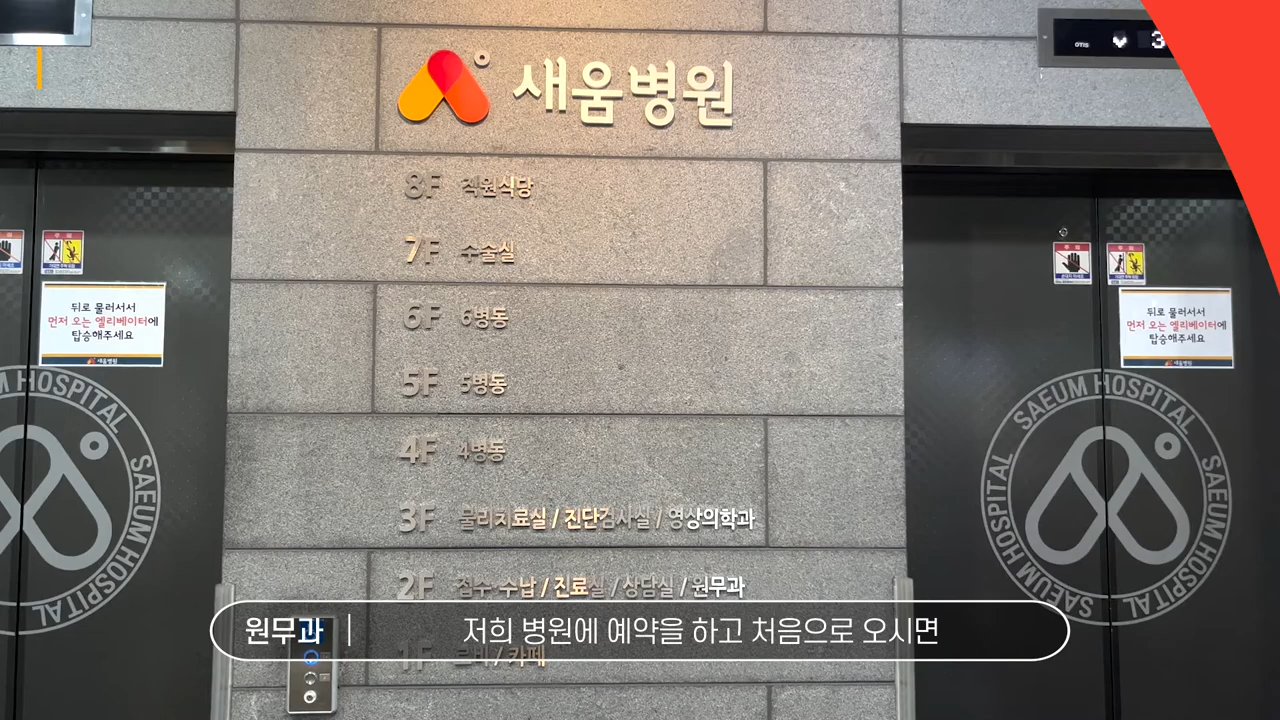 새움병원
8F 직원식당
7F 수술실
6F 6병동
5F 5병동
4F 4병동
3F 물리치료실 / 진단검사실 / 영상의학과
2F 접수·수납 / 진료실 / 상담실 / 원무과
1F 로비 / 카페
원무과 저희 병원에 예약을 하고 처음으로 오시면
뒤로 물러서서
먼저 오는 엘리베이터에
탑승해주세요
새움병원
SAEUM HOSPITAL SAEUM HOSPITAL
OTIS 3
주의
주의
뒤로 물러서서
먼저 오는 엘리베이터에
탑승해주세요
새움병원
SAEUM HOSPITAL SAEUM HOSPITAL SAEUM HOSPITAL